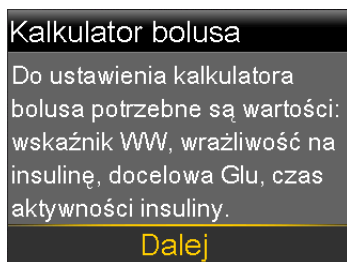 Kalkulator bolusa
Do ustawienia kalkulatora
bolusa potrzebne są wartości:
wskaźnik WW, wrażliwość na
insulinę, docelowa Glu, czas
aktywności insuliny.
Dalej